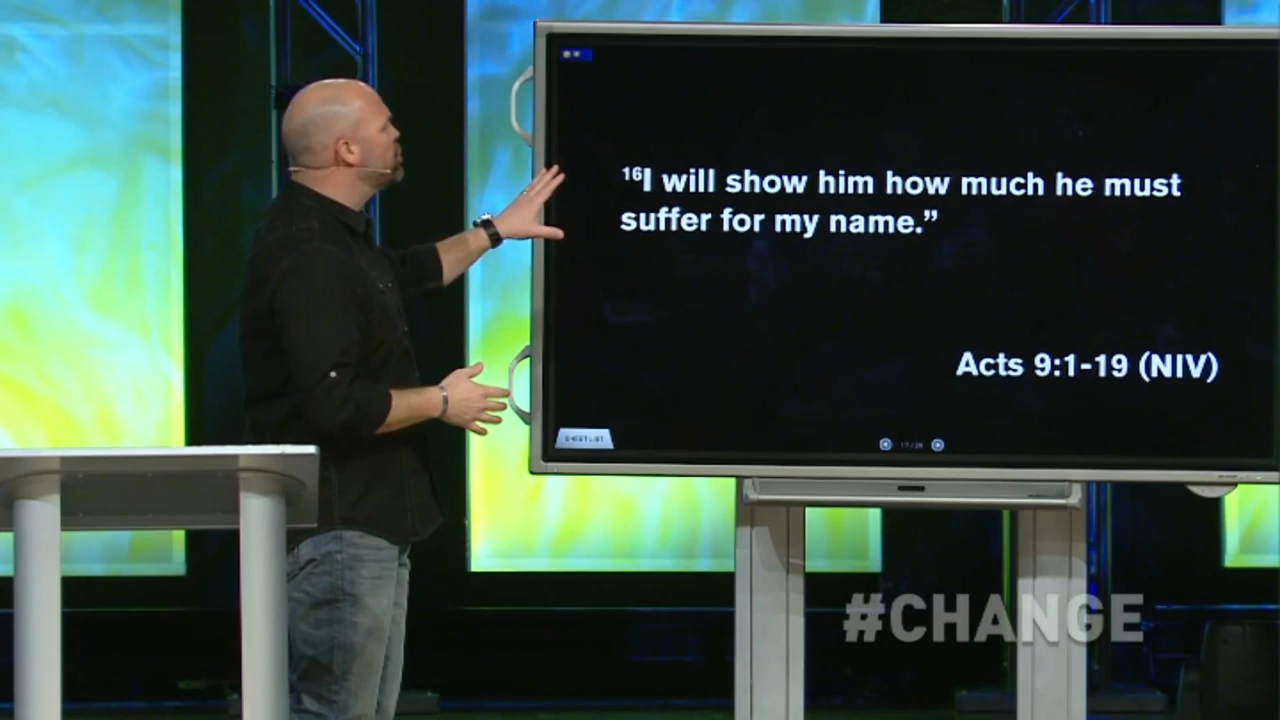 ¹⁶I will show him how much he must
suffer for my name.”
Acts 9:1-19 (NIV)
#CHANGE